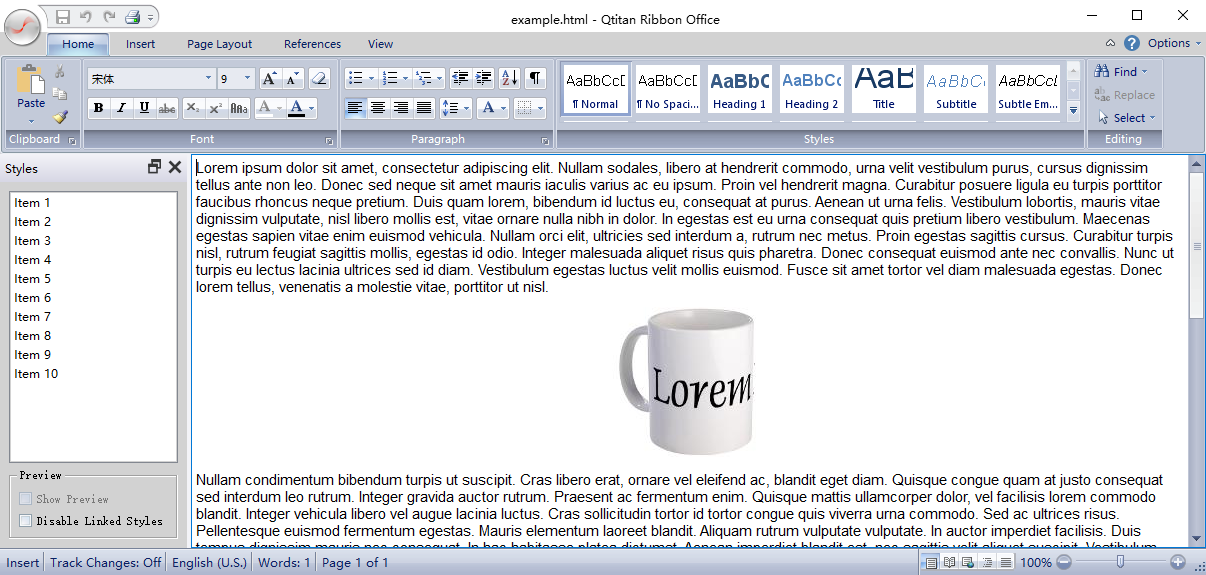 example.html - Qtitan Ribbon Office
Home Insert Page Layout References View Options
Paste
宋体 9
AaBbCcD AaBbCcD AaBbC AaBbCc AaB AaBbCc AaBbCcD
¶ Normal ¶ No Spaci... Heading 1 Heading 2 Title Subtitle Subtle Em...
Find
Replace
Select
Clipboard Font Paragraph Styles Editing
Styles
Item 1
Item 2
Item 3
Item 4
Item 5
Item 6
Item 7
Item 8
Item 9
Item 10
Preview
Show Preview
Disable Linked Styles
Lorem ipsum dolor sit amet, consectetur adipiscing elit. Nullam sodales, libero at hendrerit commodo, urna velit vestibulum purus, cursus dignissim
tellus ante non leo. Donec sed neque sit amet mauris iaculis varius ac eu ipsum. Proin vel hendrerit magna. Curabitur posuere ligula eu turpis porttitor
faucibus rhoncus neque pretium. Duis quam lorem, bibendum id luctus eu, consequat at purus. Aenean ut urna felis. Vestibulum lobortis, mauris vitae
dignissim vulputate, nisl libero mollis est, vitae ornare nulla nibh in dolor. In egestas est eu urna consequat quis pretium libero vestibulum. Maecenas
egestas sapien vitae enim euismod vehicula. Nullam orci elit, ultricies sed interdum a, rutrum nec metus. Proin egestas sagittis cursus. Curabitur turpis
nisl, rutrum feugiat sagittis mollis, egestas id odio. Integer malesuada aliquet risus quis pharetra. Donec consequat euismod ante nec convallis. Nunc ut
turpis eu lectus lacinia ultrices sed id diam. Vestibulum egestas luctus velit mollis euismod. Fusce sit amet tortor vel diam malesuada egestas. Donec
lorem tellus, venenatis a molestie vitae, porttitor ut nisl.
Lorem
Nullam condimentum bibendum turpis ut suscipit. Cras libero erat, ornare vel eleifend ac, blandit eget diam. Quisque congue quam at justo consequat
sed interdum leo rutrum. Integer gravida auctor rutrum. Praesent ac fermentum enim. Quisque mattis ullamcorper dolor, vel facilisis lorem commodo
blandit. Integer vehicula libero vel augue lacinia luctus. Cras sollicitudin tortor id tortor congue quis viverra urna commodo. Sed ac ultrices risus.
Pellentesque euismod fermentum egestas. Mauris elementum laoreet blandit. Aliquam rutrum vulputate vulputate. In auctor imperdiet facilisis. Duis
Insert Track Changes: Off English (U.S.) Words: 1 Page 1 of 1 100%